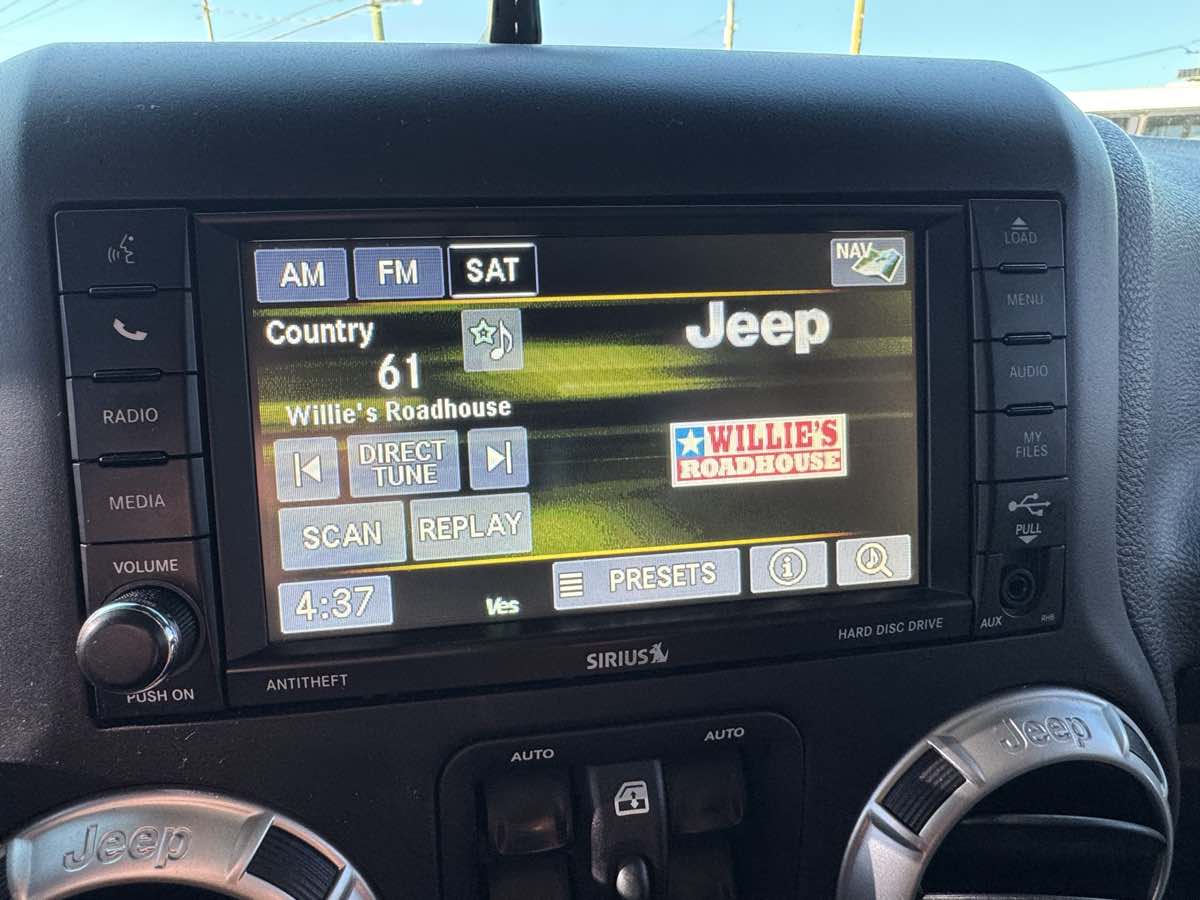 AM
FM
SAT
NAV
Country
61
Willie's Roadhouse
DIRECT
TUNE
SCAN
REPLAY
4:37
Ves
PRESETS
Jeep
WILLIE'S
ROADHOUSE
RADIO
MEDIA
VOLUME
PUSH ON
LOAD
MENU
AUDIO
MY
FILES
PULL
AUX
RHB
ANTITHEFT
SIRIUS
HARD DISC DRIVE
AUTO
AUTO
Jeep
Jeep